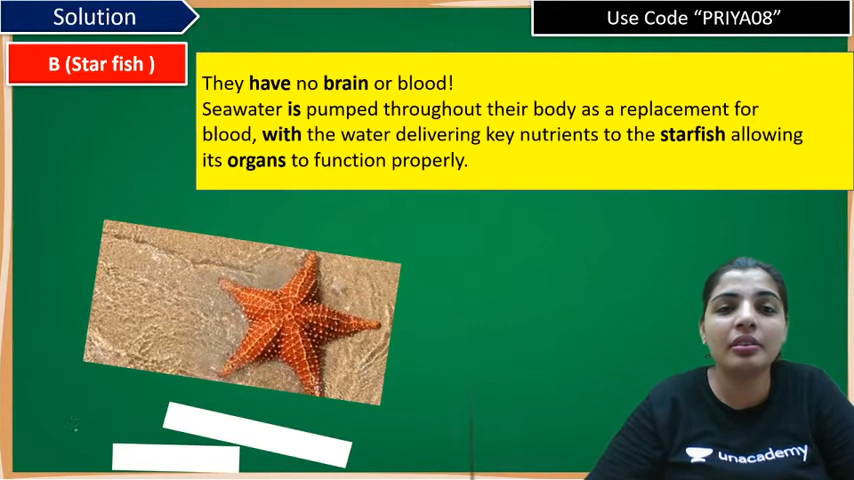 Solution
Use Code “PRIYA08”
B (Star fish )
They have no brain or blood!
Seawater is pumped throughout their body as a replacement for
blood, with the water delivering key nutrients to the starfish allowing
its organs to function properly.
unacademy